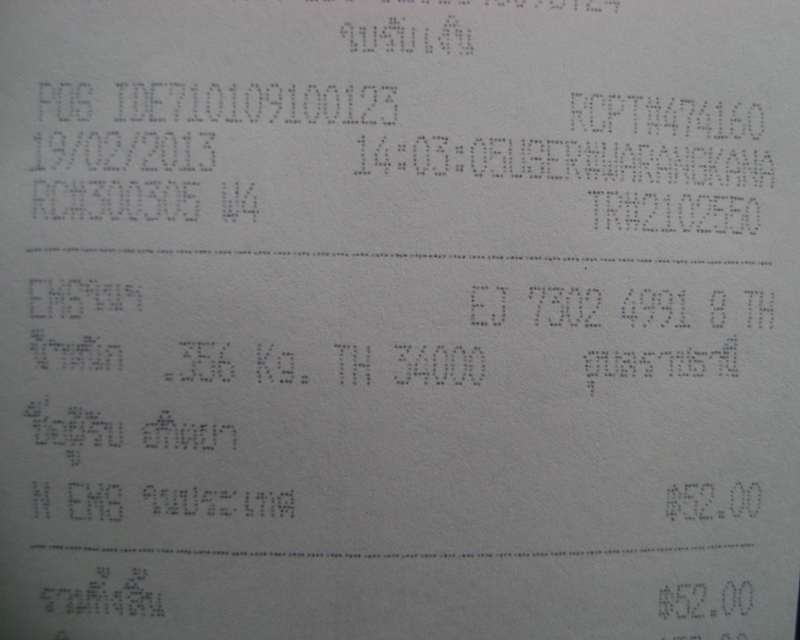 ใบรับเงิน
POS IDE710109100123 RCPT#474160
19/02/2013 14:03:05USER#WARANGKANA
RC#300305 W4 TR#2102550
EMSในฯ EJ 7302 4991 8 TH
น้ำหนัก .356 Kg. TH 34000 อุบลราชธานี
ชื่อผู้รับ
N EMS ในประเทศ $52.00
รวมทั้งสิ้น $52.00